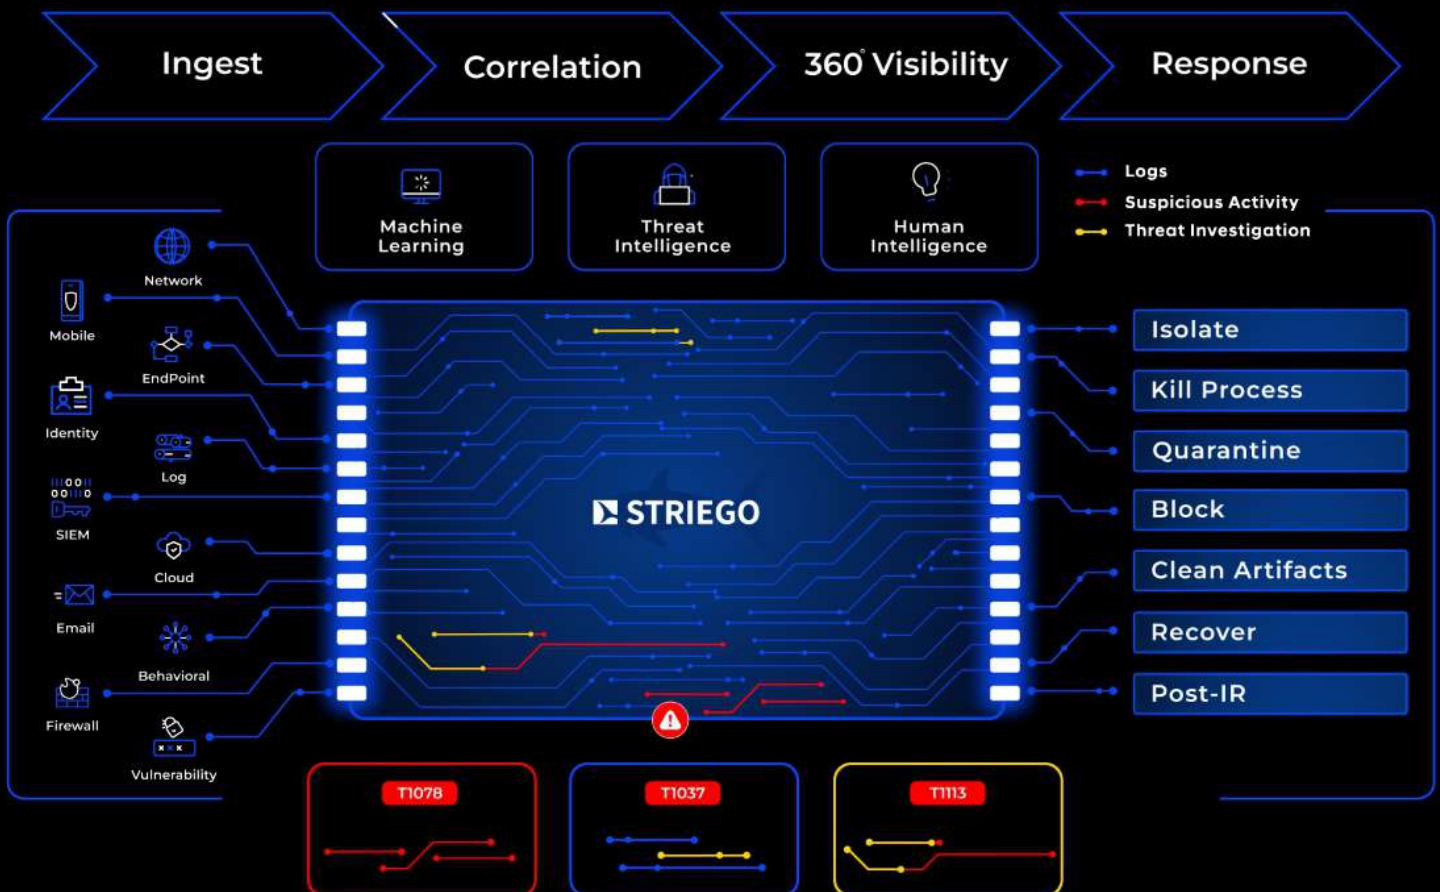 Ingest
Correlation
360° Visibility
Response
Machine
Learning
Threat
Intelligence
Human
Intelligence
Logs
Suspicious Activity
Threat Investigation
Network
Mobile
EndPoint
Identity
Log
SIEM
Cloud
Email
Behavioral
Firewall
Vulnerability
STRIEGO
Isolate
Kill Process
Quarantine
Block
Clean Artifacts
Recover
Post-IR
T1078
T1037
T1113